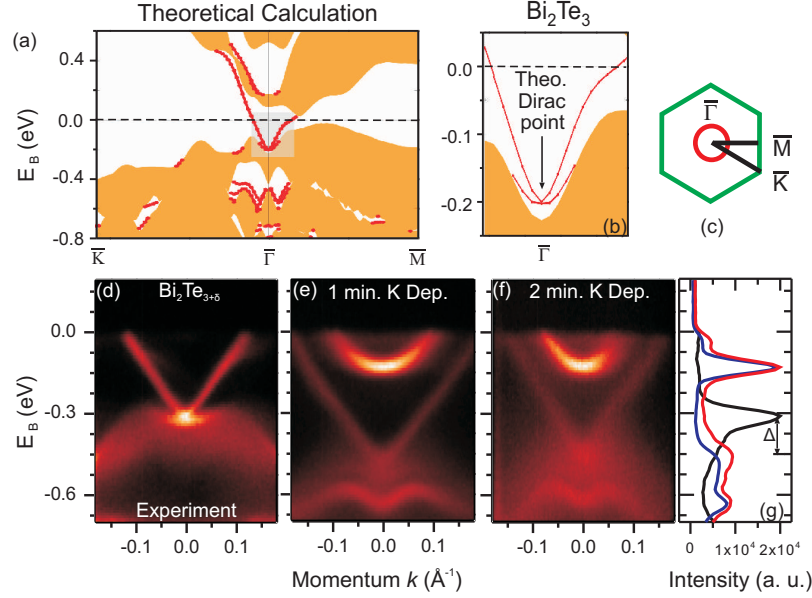 Theoretical Calculation
Bi₂Te₃
(a)
E_B (eV)
0.4
0.0
-0.4
-0.8
K̅
Γ̅
M̅
0.0
-0.1
-0.2
Theo.
Dirac
point
(b)
Γ̅
Γ̅
M̅
K̅
(c)
(d)
Bi₂Te₃₊δ
(e) 1 min. K Dep.
(f) 2 min. K Dep.
E_B (eV)
0.0
-0.3
-0.6
Experiment
Δ
(g)
-0.1 0.0 0.1
-0.1 0.0 0.1
-0.1 0.0 0.1
0 1x10⁴ 2x10⁴
Momentum k (Å⁻¹)
Intensity (a. u.)